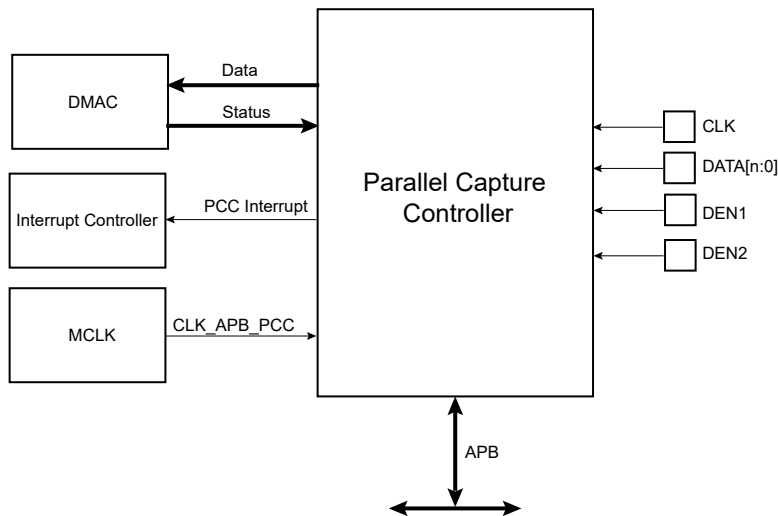 DMAC
Data
Status
Interrupt Controller
PCC Interrupt
MCLK
CLK_APB_PCC
Parallel Capture
Controller
CLK
DATA[n:0]
DEN1
DEN2
APB